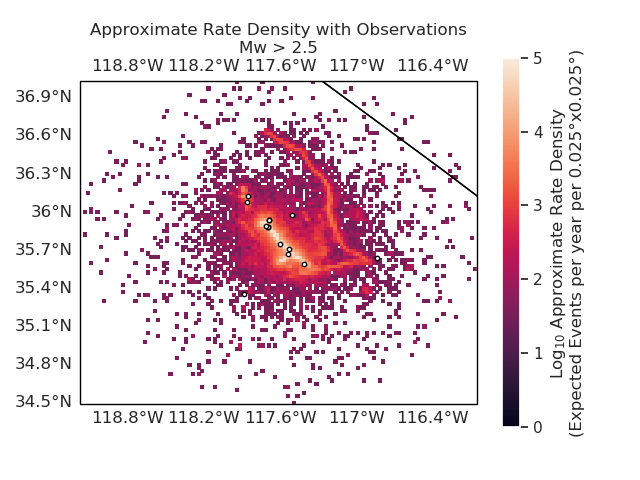 Approximate Rate Density with Observations
Mw > 2.5
118.8°W 118.2°W 117.6°W 117°W 116.4°W
36.9°N
36.6°N
36.3°N
36°N
35.7°N
35.4°N
35.1°N
34.8°N
34.5°N
118.8°W 118.2°W 117.6°W 117°W 116.4°W
5
4
3
2
1
0
Log₁₀ Approximate Rate Density
(Expected Events per year per 0.025°x0.025°)